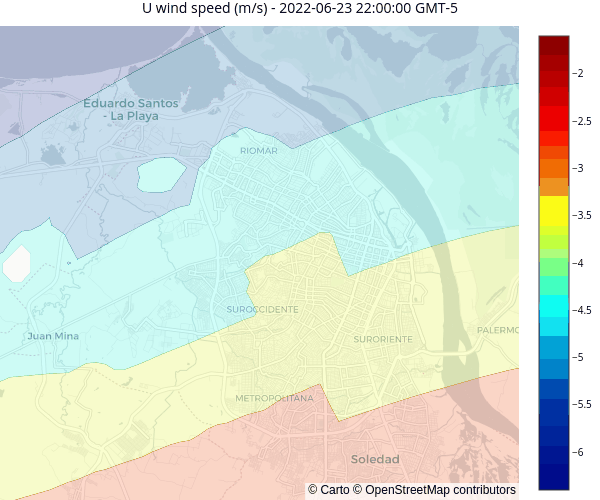 U wind speed (m/s) - 2022-06-23 22:00:00 GMT-5
Eduardo Santos
- La Playa
RIOMAR
SUROCCIDENTE
Juan Mina
SURORIENTE
PALERMO
METROPOLITANA
Soledad
© Carto © OpenStreetMap contributors
−2
−2.5
−3
−3.5
−4
−4.5
−5
−5.5
−6